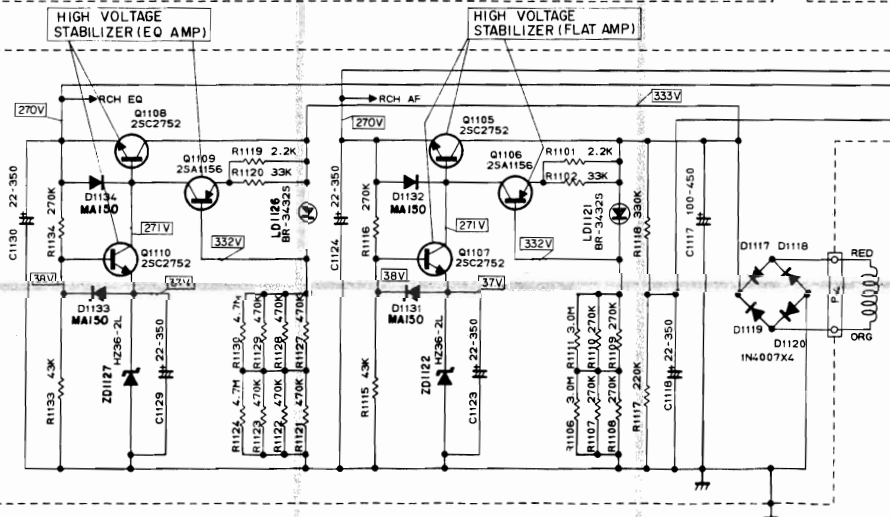 HIGH VOLTAGE
STABILIZER (EQ AMP)
HIGH VOLTAGE
STABILIZER (FLAT AMP)
270V
RCH EQ
RCH AF
270V
333V
Q1108
2SC2752
Q1109
2SA1156
R1119 2.2K
R1120 33K
Q1105
2SC2752
Q1106
2SA1156
R1101 2.2K
R1102 33K
C1130 22-350
R1134 270K
D1134
MA150
271V
332V
LD1126
BR-3432S
C1124 22-350
R1116 270K
D1132
MA150
271V
332V
LD1121
BR-3432S
R1118 330K
C1117 100-450
Q1110
2SC2752
Q1107
2SC2752
D1117
D1118
RED
38V
37V
38V
37V
D1133
MA150
D1131
MA150
D1119
D1120
ORG
1N4007X4
R1133 43K
ZD1127
HZ36-2L
C1129 22-350
R1130 4.7M
R1129 470K
R1128 470K
R1127 470K
R1124 4.7M
R1123 470K
R1122 470K
R1121 470K
R1115 43K
ZD1122
HZ36-2L
C1123 22-350
R1111 3.0M
R1110 270K
R1109 270K
R1106 3.0M
R1107 270K
R1108 270K
R1117 220K
C1118 22-350